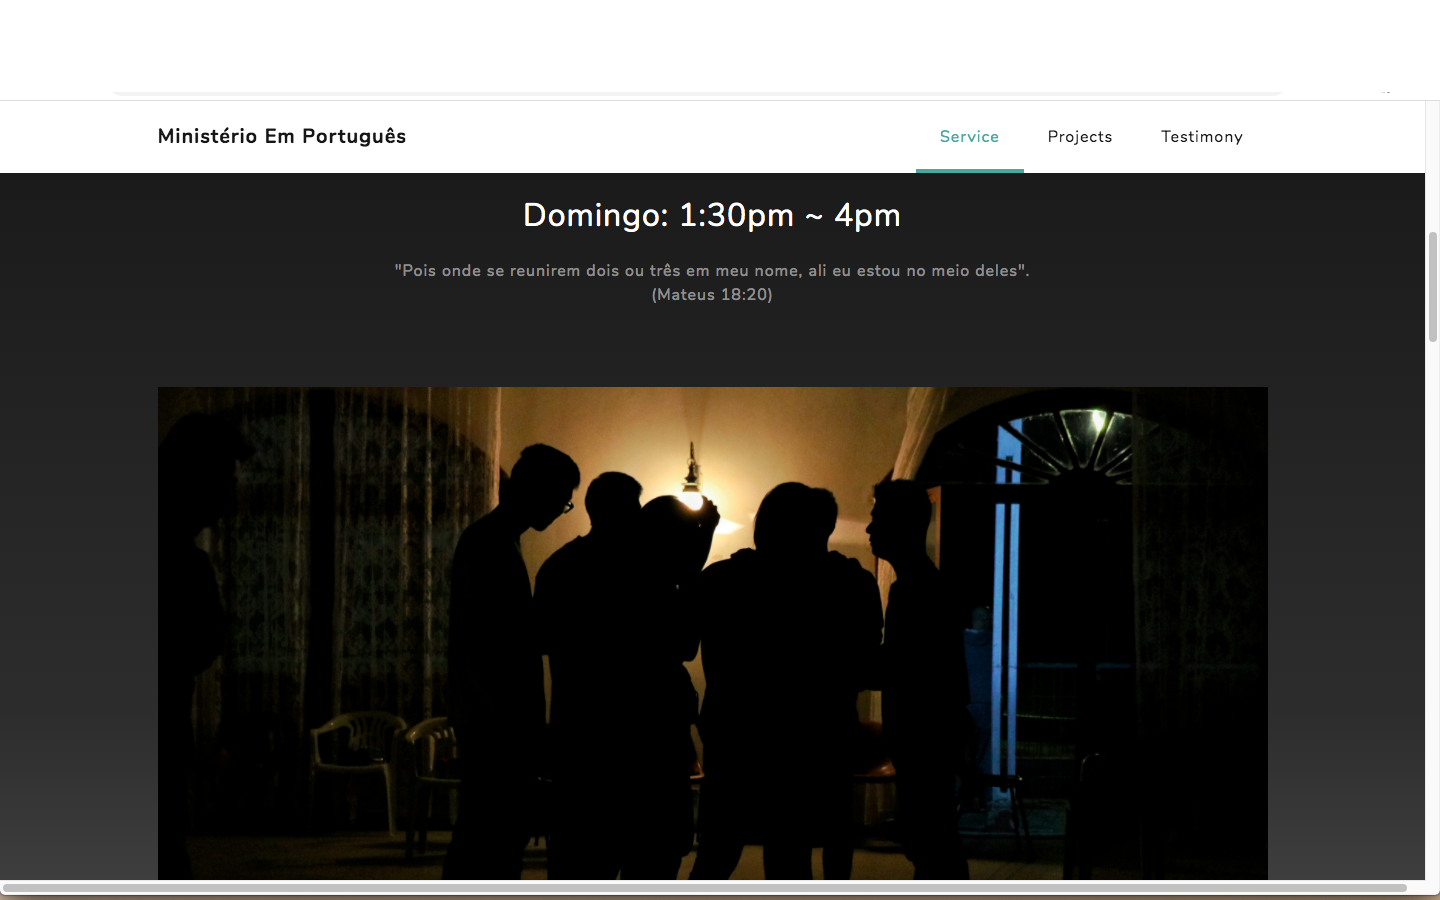 Ministério Em Português
Service
Projects
Testimony
Domingo: 1:30pm ~ 4pm
"Pois onde se reunirem dois ou três em meu nome, ali eu estou no meio deles".
(Mateus 18:20)